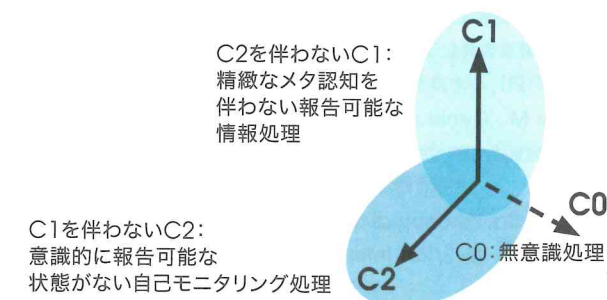 C1
C2を伴わないC1：
精緻なメタ認知を
伴わない報告可能な
情報処理
C0
C0：無意識処理
C1を伴わないC2：
意識的に報告可能な
状態がない自己モニタリング処理
C2